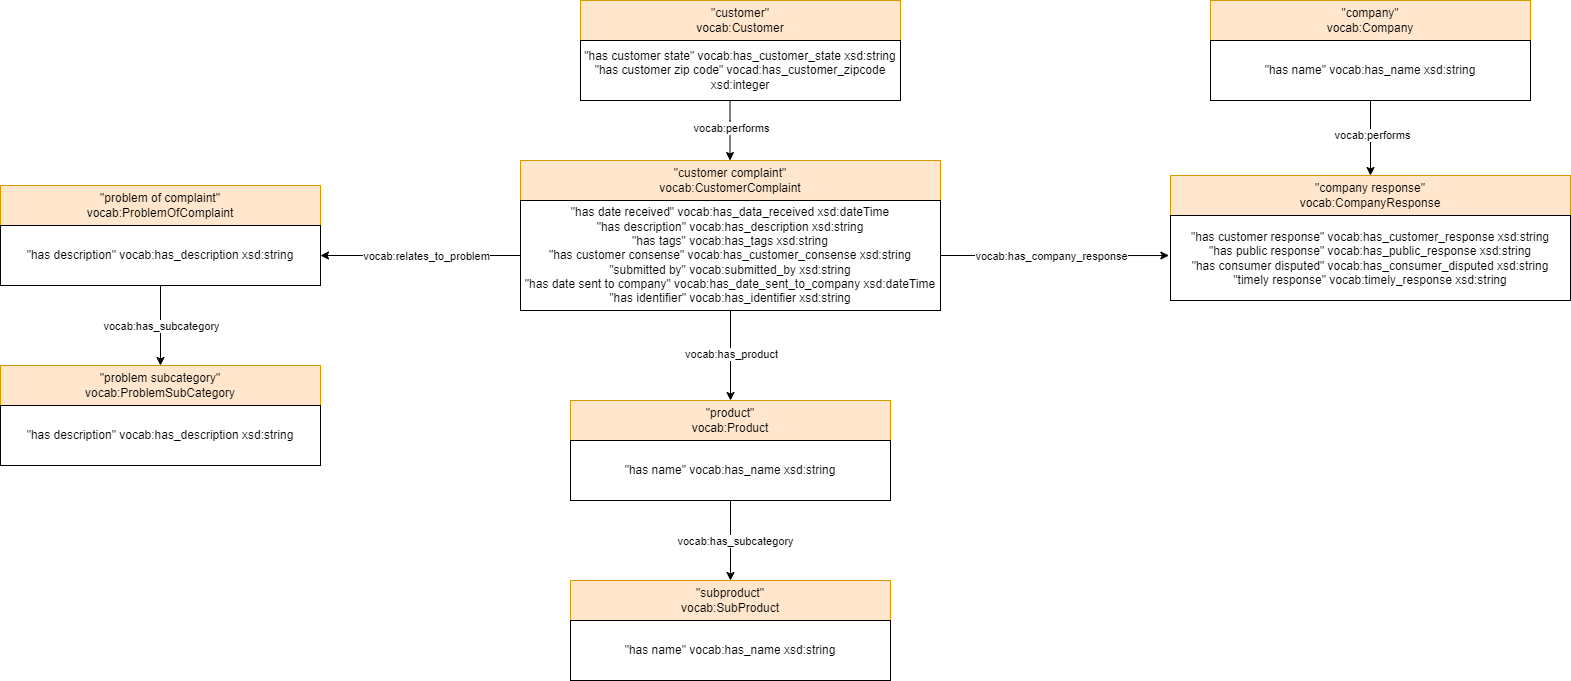 "customer"
vocab:Customer
"has customer state" vocab:has_customer_state xsd:string
"has customer zip code" vocad:has_customer_zipcode
xsd:integer
"company"
vocab:Company
"has name" vocab:has_name xsd:string
vocab:performs
vocab:performs
"customer complaint"
vocab:CustomerComplaint
"has date received" vocab:has_data_received xsd:dateTime
"has description" vocab:has_description xsd:string
"has tags" vocab:has_tags xsd:string
"has customer consense" vocab:has_customer_consense xsd:string
"submitted by" vocab:submitted_by xsd:string
"has date sent to company" vocab:has_date_sent_to_company xsd:dateTime
"has identifier" vocab:has_identifier xsd:string
"problem of complaint"
vocab:ProblemOfComplaint
"has description" vocab:has_description xsd:string
vocab:relates_to_problem
vocab:has_company_response
"company response"
vocab:CompanyResponse
"has customer response" vocab:has_customer_response xsd:string
"has public response" vocab:has_public_response xsd:string
"has consumer disputed" vocab:has_consumer_disputed xsd:string
"timely response" vocab:timely_response xsd:string
vocab:has_subcategory
"problem subcategory"
vocab:ProblemSubCategory
"has description" vocab:has_description xsd:string
vocab:has_product
"product"
vocab:Product
"has name" vocab:has_name xsd:string
vocab:has_subcategory
"subproduct"
vocab:SubProduct
"has name" vocab:has_name xsd:string